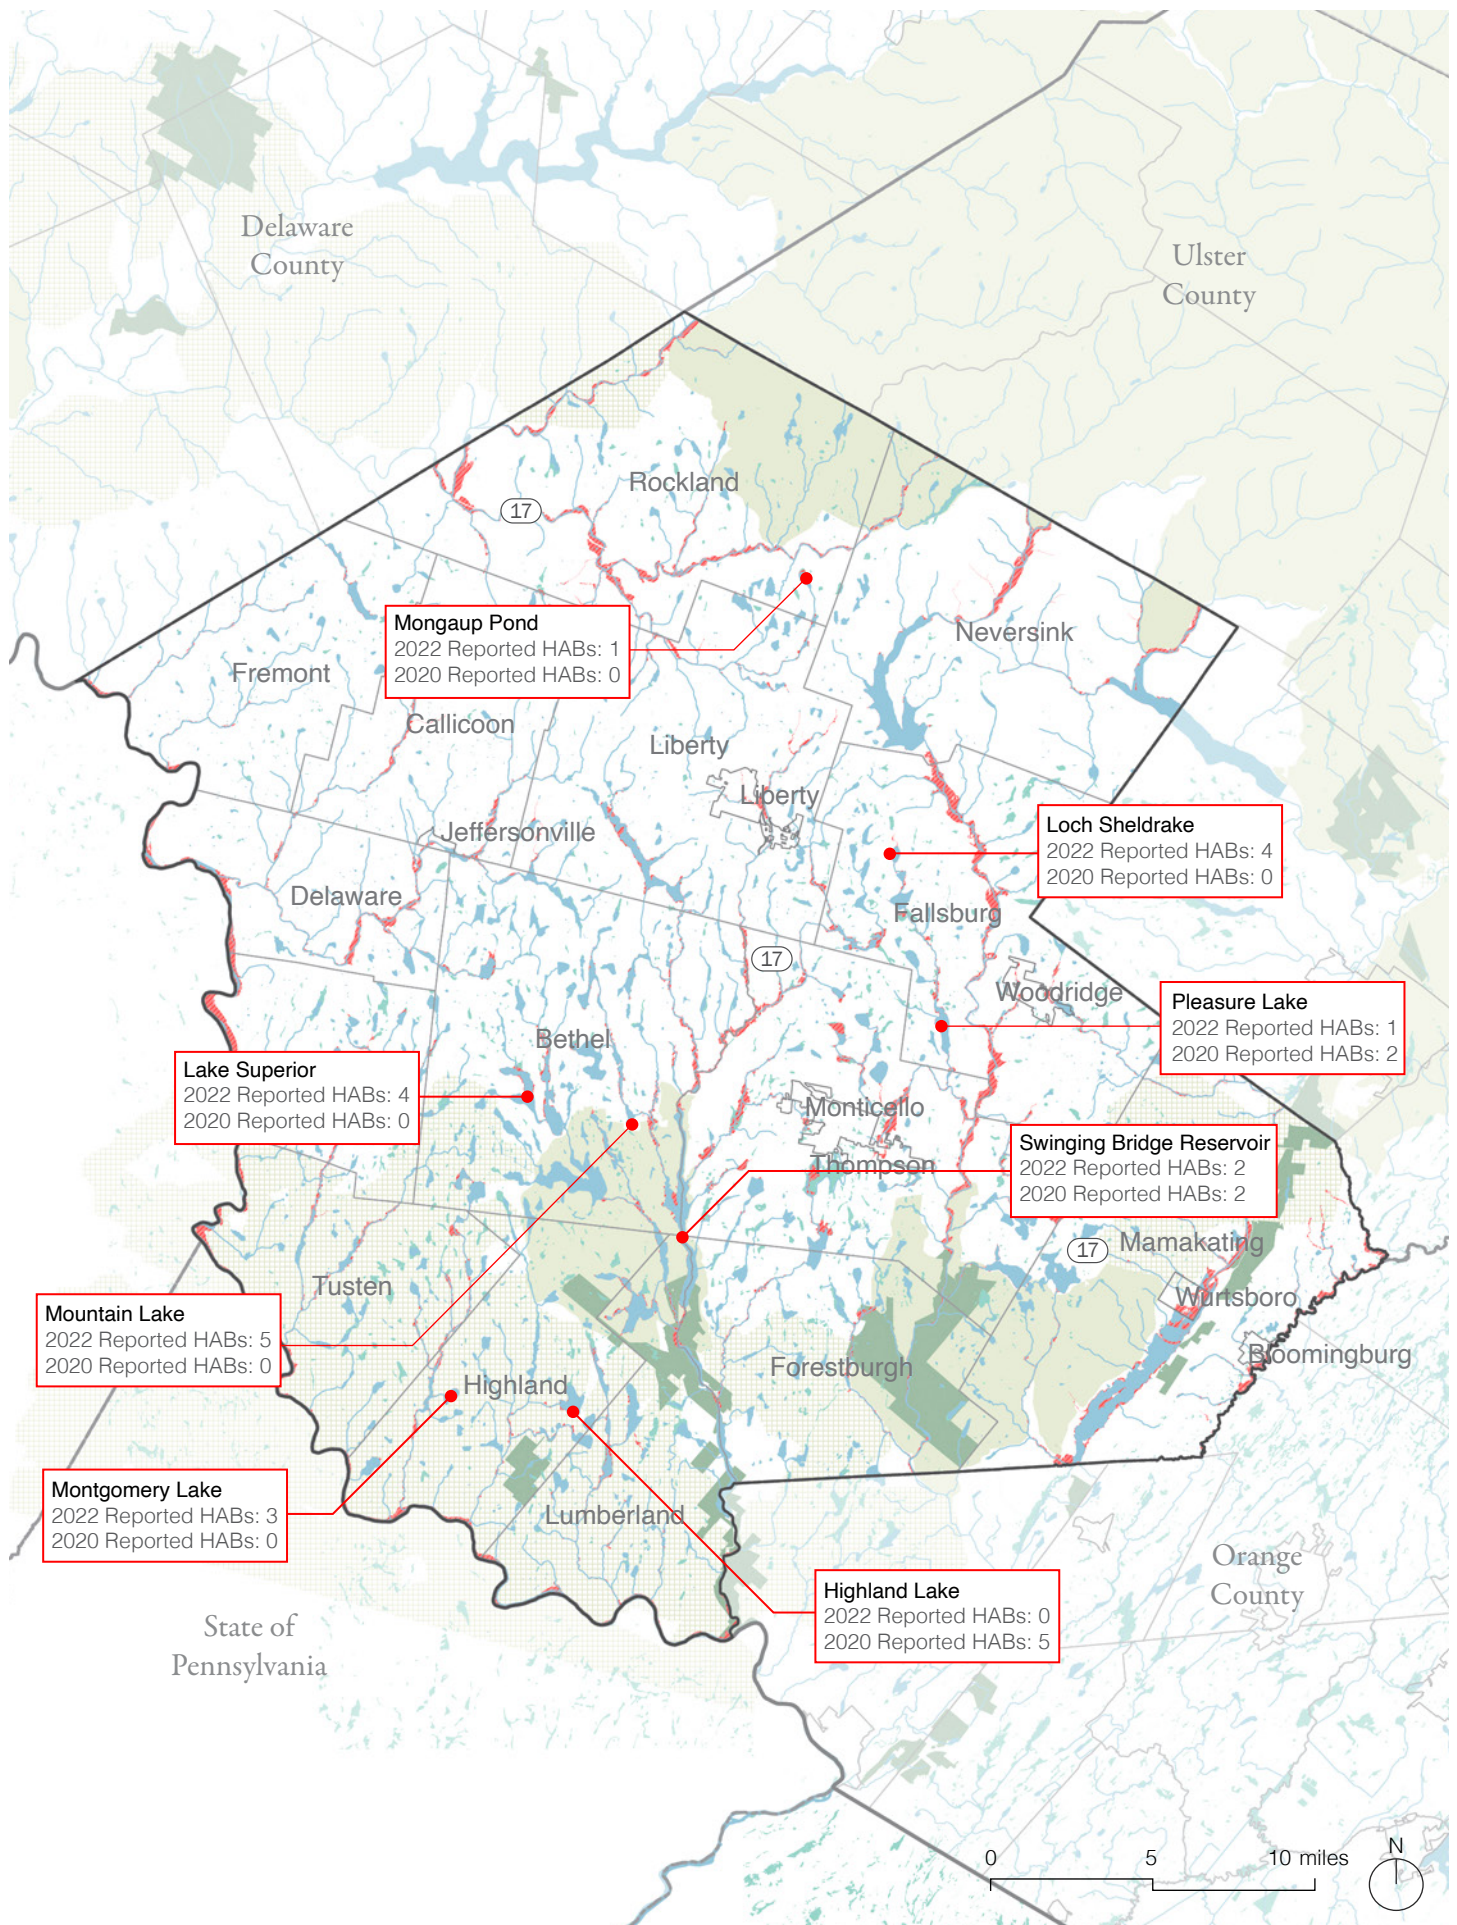 Delaware
County
Ulster
County
Rockland
17
Mongaup Pond
2022 Reported HABs: 1
2020 Reported HABs: 0
Neversink
Fremont
Callicoon
Liberty
Liberty
Jeffersonville
Loch Sheldrake
2022 Reported HABs: 4
2020 Reported HABs: 0
Delaware
Fallsburg
17
Woodridge
Pleasure Lake
2022 Reported HABs: 1
2020 Reported HABs: 2
Bethel
Lake Superior
2022 Reported HABs: 4
2020 Reported HABs: 0
Monticello
Thompson
Swinging Bridge Reservoir
2022 Reported HABs: 2
2020 Reported HABs: 2
17
Mamakating
Tusten
Wurtsboro
Mountain Lake
2022 Reported HABs: 5
2020 Reported HABs: 0
Bloomingburg
Forestburgh
Highland
Montgomery Lake
2022 Reported HABs: 3
2020 Reported HABs: 0
Lumberland
Orange
County
Highland Lake
2022 Reported HABs: 0
2020 Reported HABs: 5
State of
Pennsylvania
0 5 10 miles
N